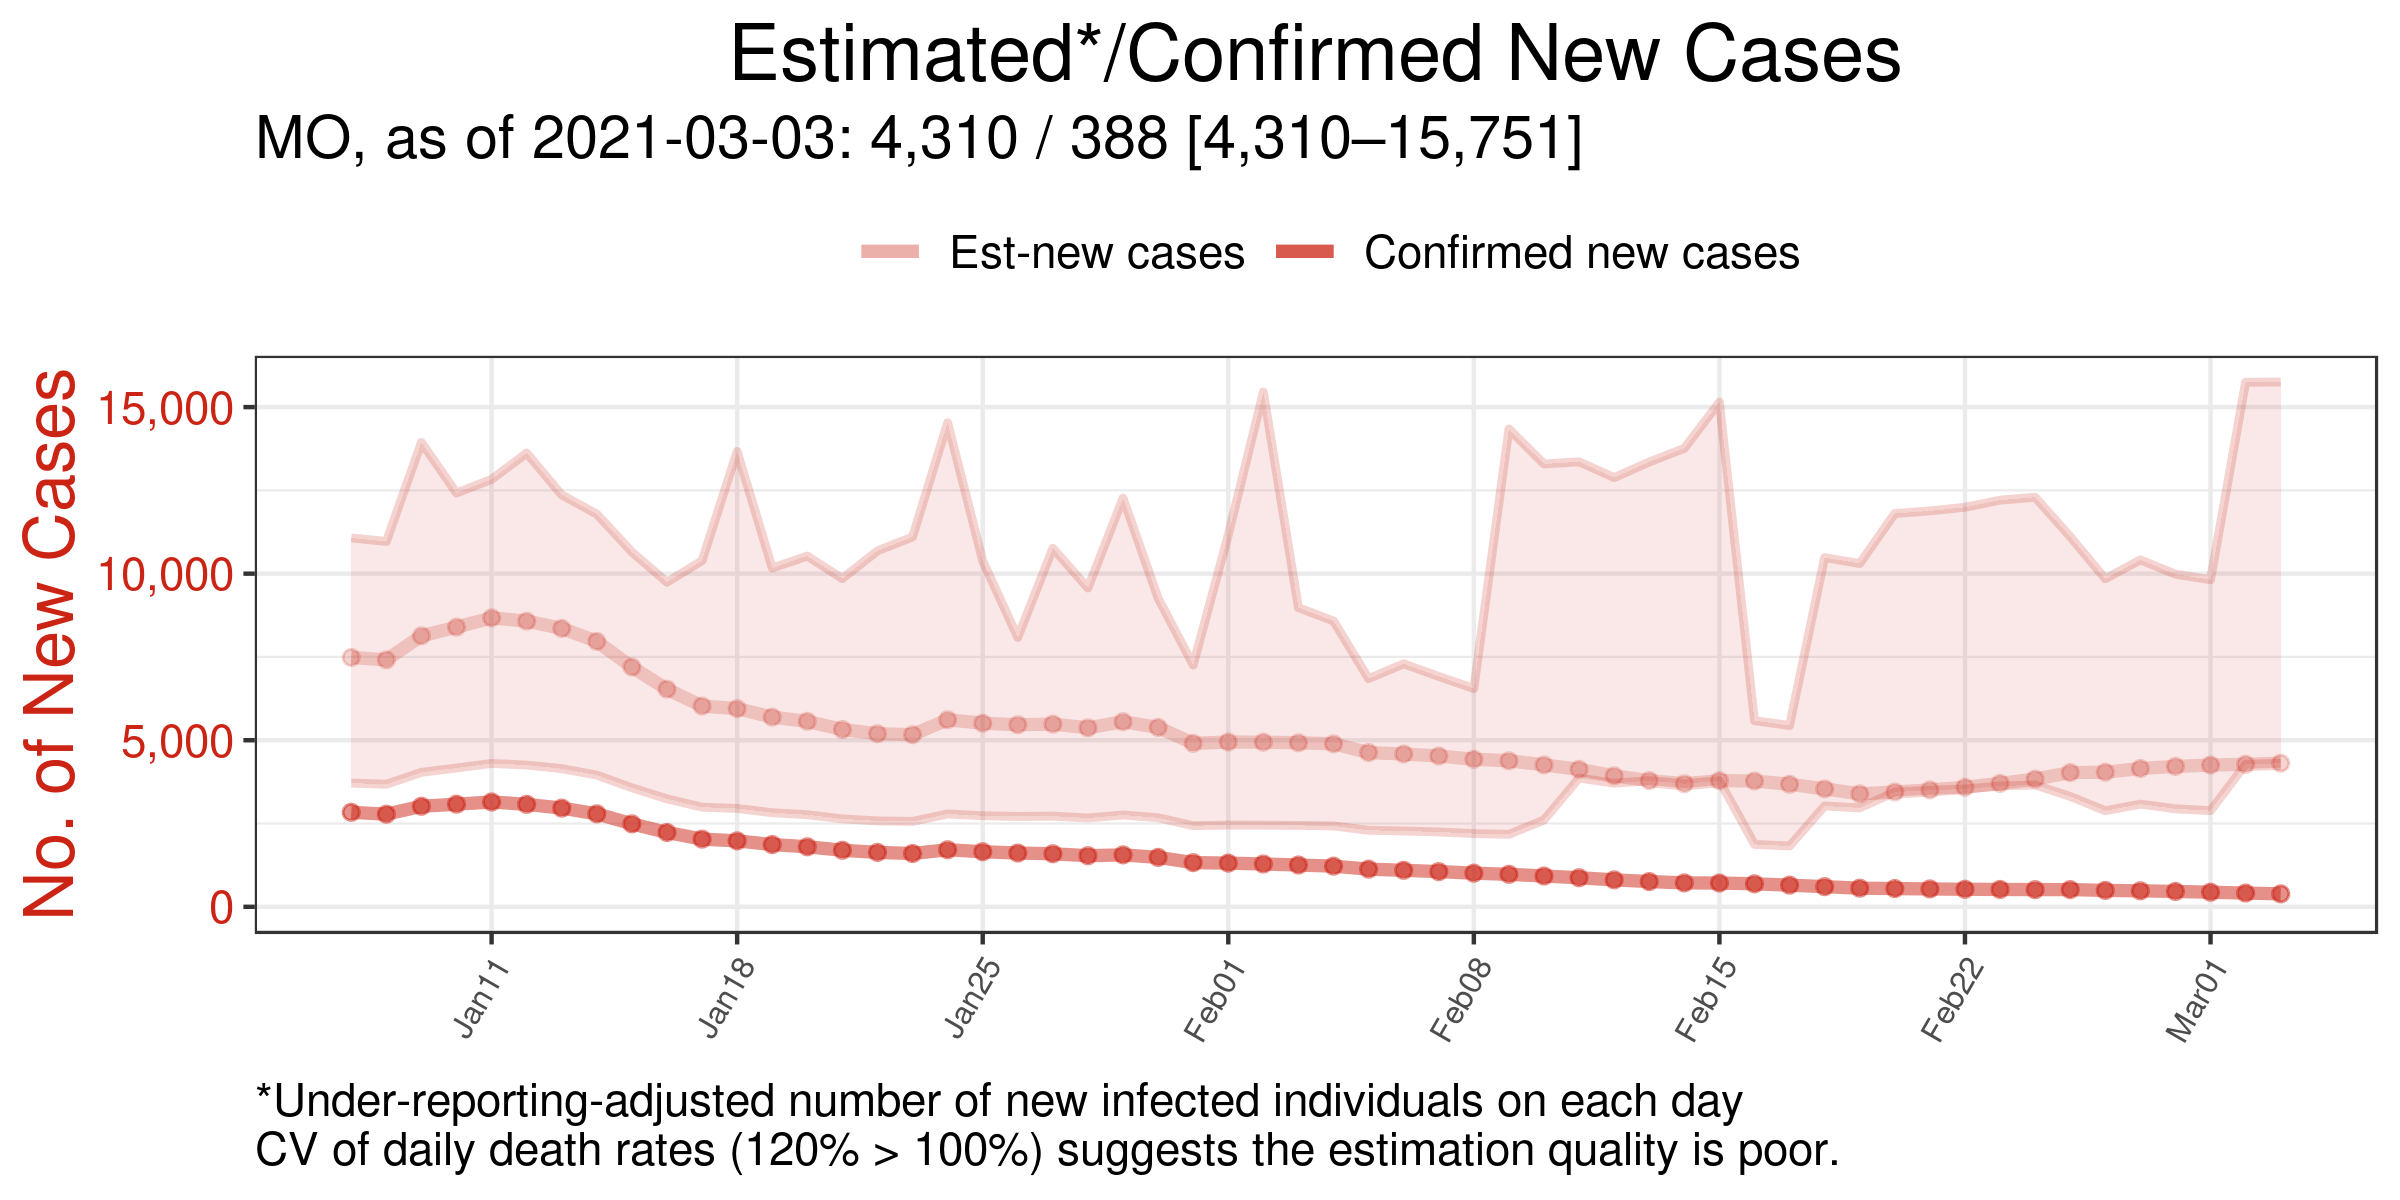 Estimated*/Confirmed New Cases
MO, as of 2021-03-03: 4,310 / 388 [4,310–15,751]
Est-new cases
Confirmed new cases
No. of New Cases
15,000
10,000
5,000
0
Jan11
Jan18
Jan25
Feb01
Feb08
Feb15
Feb22
Mar01
*Under-reporting-adjusted number of new infected individuals on each day
CV of daily death rates (120% > 100%) suggests the estimation quality is poor.